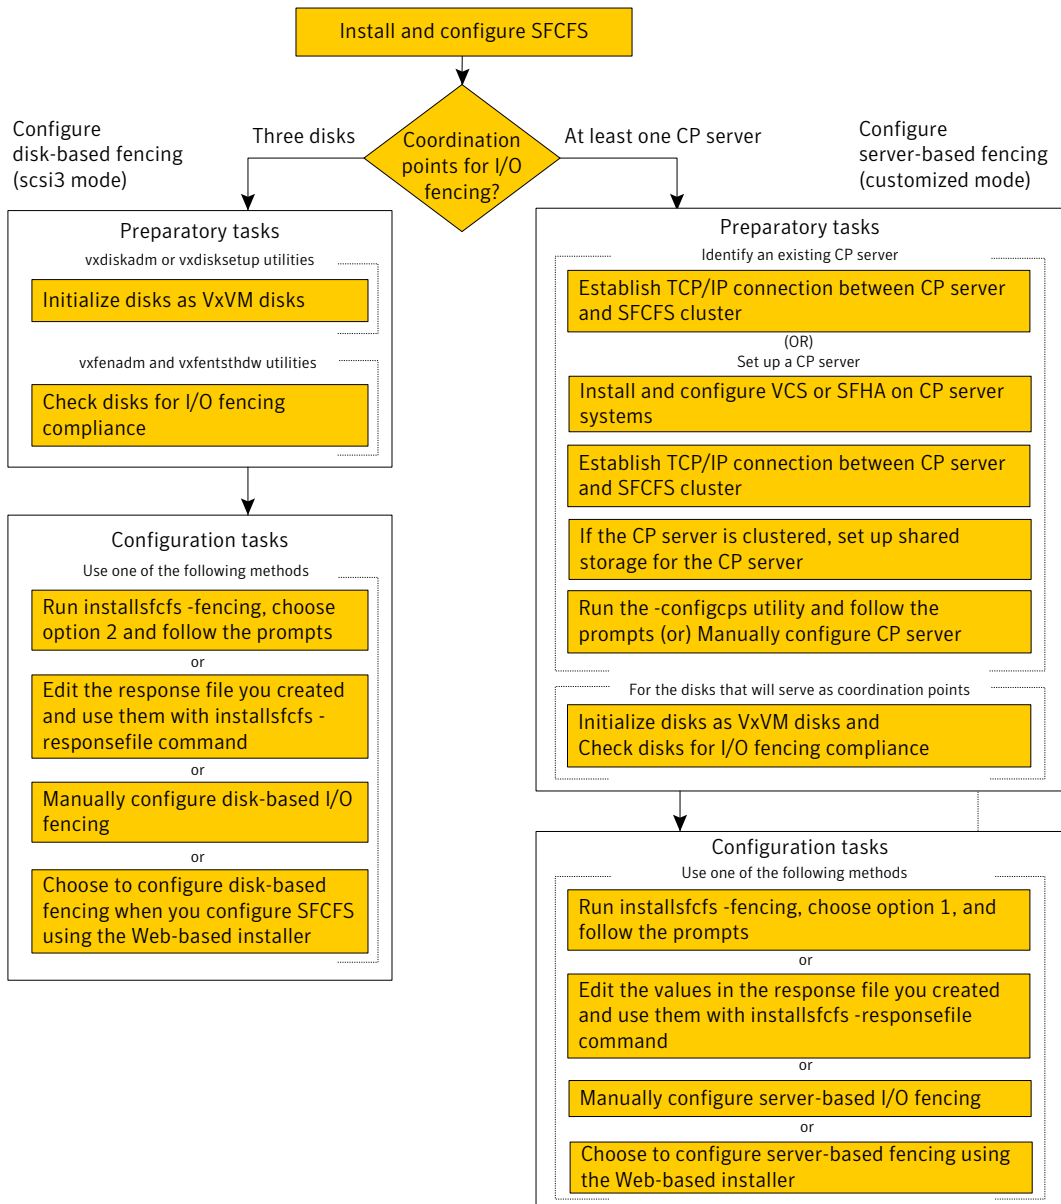 Install and configure SFCFS
Coordination
points for I/O
fencing?
Three disks
At least one CP server
Configure
disk-based fencing
(scsi3 mode)
Preparatory tasks
vxdiskadm or vxdisksetup utilities
Initialize disks as VxVM disks
vxfenadm and vxfentsthdw utilities
Check disks for I/O fencing
compliance
Configuration tasks
Use one of the following methods
Run installsfcfs -fencing, choose
option 2 and follow the prompts
or
Edit the response file you created
and use them with installsfcfs -
responsefile command
or
Manually configure disk-based I/O
fencing
or
Choose to configure disk-based
fencing when you configure SFCFS
using the Web-based installer
Configure
server-based fencing
(customized mode)
Preparatory tasks
Identify an existing CP server
Establish TCP/IP connection between CP server
and SFCFS cluster
(OR)
Set up a CP server
Install and configure VCS or SFHA on CP server
systems
Establish TCP/IP connection between CP server
and SFCFS cluster
If the CP server is clustered, set up shared
storage for the CP server
Run the -configcps utility and follow the
prompts (or) Manually configure CP server
For the disks that will serve as coordination points
Initialize disks as VxVM disks and
Check disks for I/O fencing compliance
Configuration tasks
Use one of the following methods
Run installsfcfs -fencing, choose option 1, and
follow the prompts
or
Edit the values in the response file you created
and use them with installsfcfs -responsefile
command
or
Manually configure server-based I/O fencing
or
Choose to configure server-based fencing using
the Web-based installer